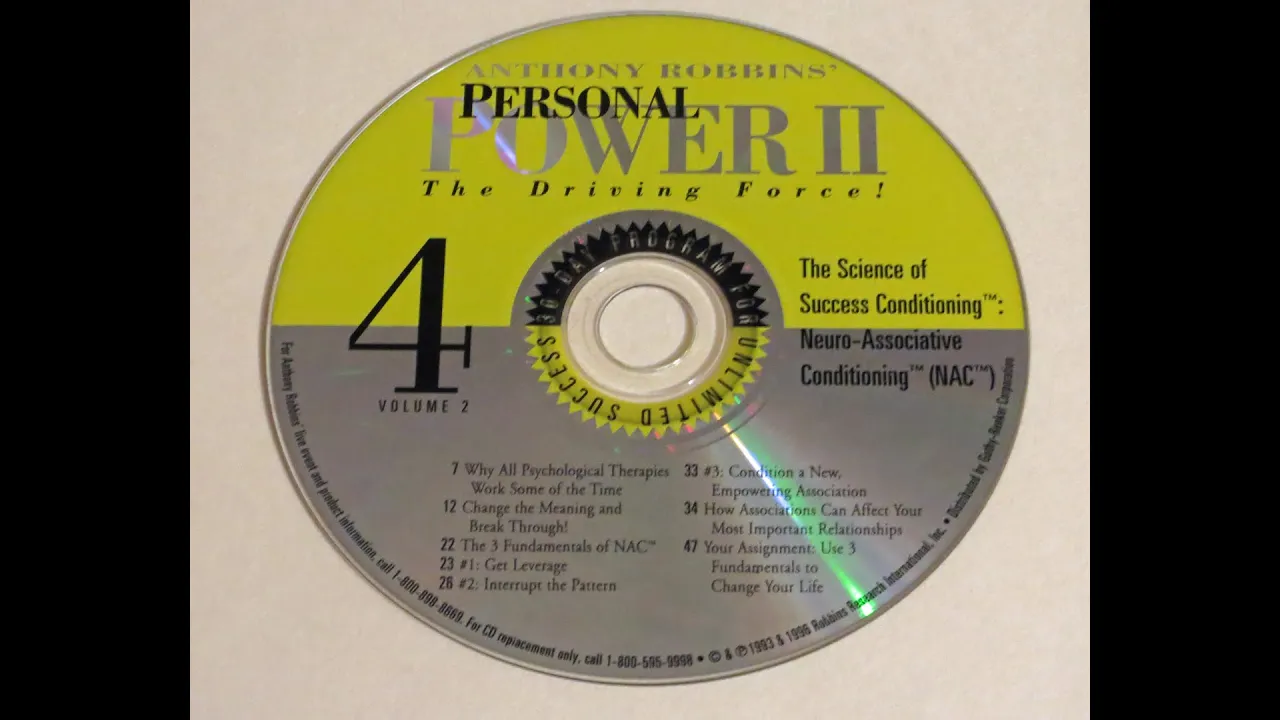 ANTHONY ROBBINS'
PERSONAL
POWER II
The Driving Force!
30-DAY PROGRAM FOR UNLIMITED SUCCESS
4
VOLUME 2
The Science of
Success Conditioning™:
Neuro-Associative
Conditioning™ (NAC™)
7 Why All Psychological Therapies
Work Some of the Time
12 Change the Meaning and
Break Through!
22 The 3 Fundamentals of NAC™
23 #1: Get Leverage
26 #2: Interrupt the Pattern
33 #3: Condition a New,
Empowering Association
34 How Associations Can Affect Your
Most Important Relationships
47 Your Assignment: Use 3
Fundamentals to
Change Your Life
For Anthony Robbins' live event and product information, call 1-800-898-8669. For CD replacement only, call 1-800-595-9998 • © & ℗ 1993 & 1996 Robbins Research International, Inc. • Distributed by Guthy-Renker Corporation